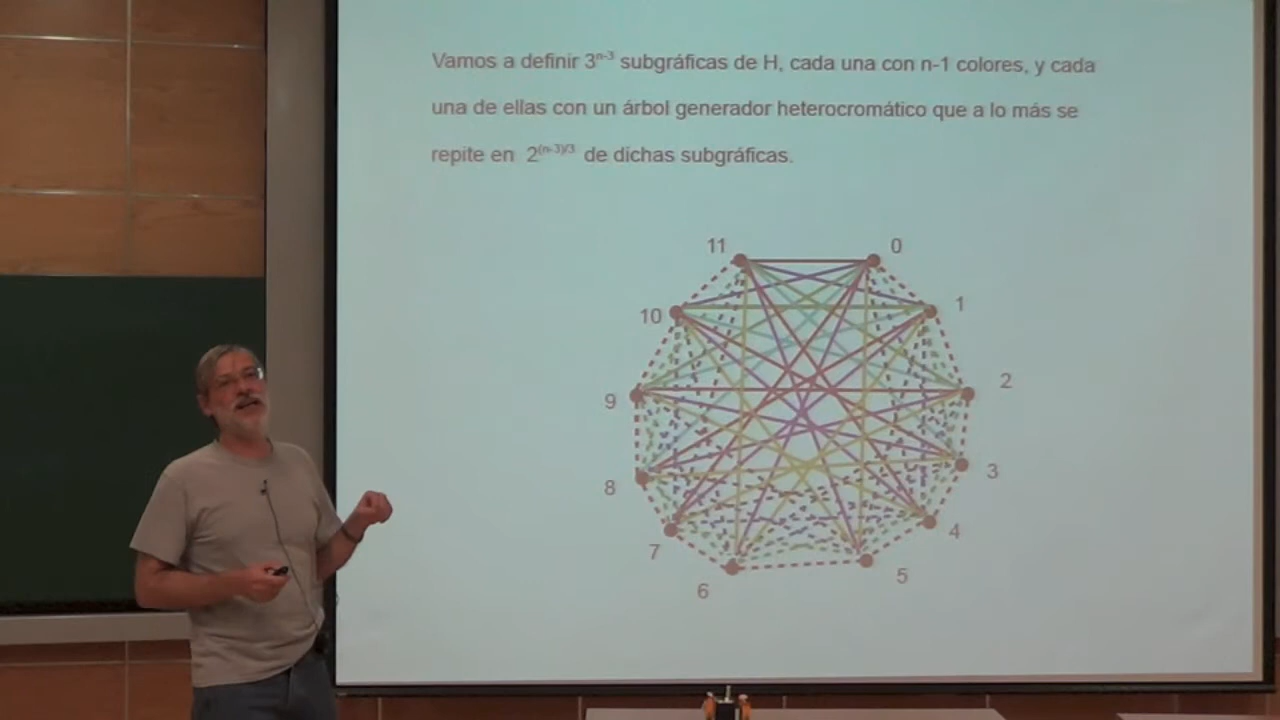 Vamos a definir 3ⁿ⁻³ subgráficas de H, cada una con n-1 colores, y cada
una de ellas con un árbol generador heterocromático que a lo más se
repite en 2⁽ⁿ⁻³⁾ᐟ³ de dichas subgráficas.
11 0
10 1
9 2
8 3
7 4
6 5